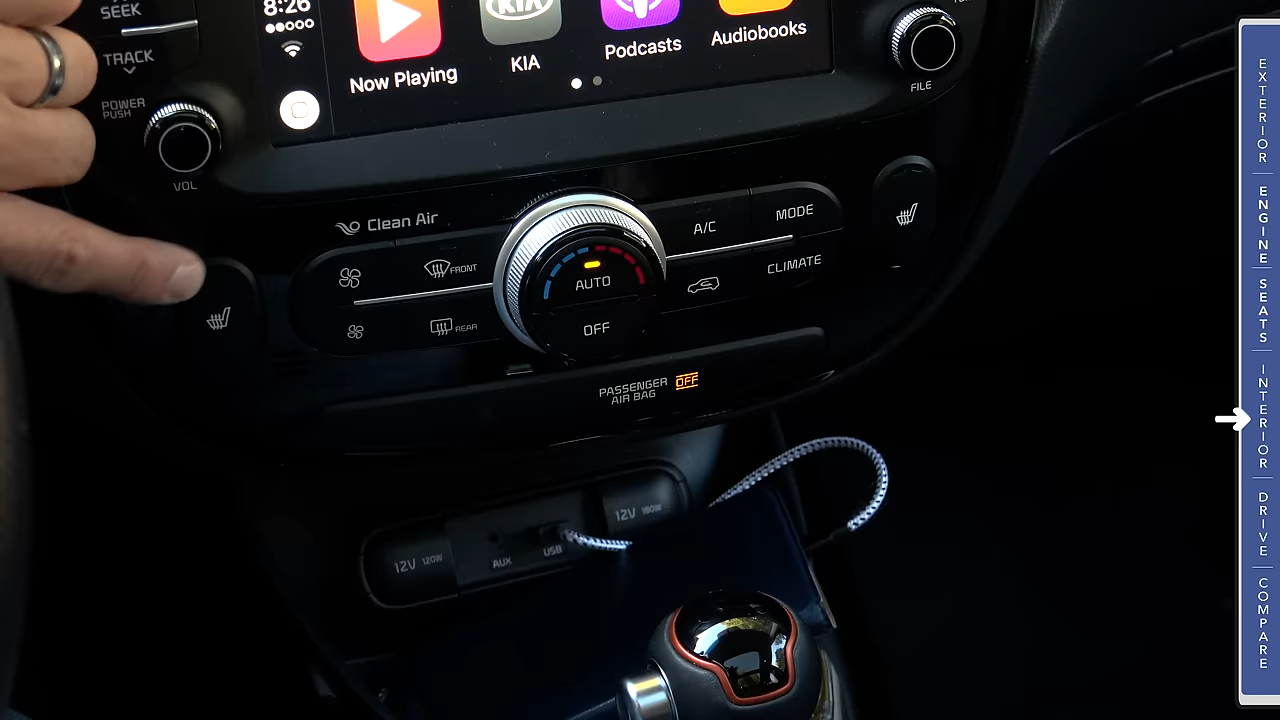 SEEK
TRACK
POWER
PUSH
VOL
8:26
Now Playing
KIA
KIA
Podcasts
Audiobooks
FILE
Clean Air
FRONT
REAR
AUTO
OFF
A/C
MODE
CLIMATE
PASSENGER
AIR BAG
OFF
12V 120W
AUX
USB
12V 180W
EXTERIOR
ENGINE
SEATS
INTERIOR
DRIVE
COMPARE